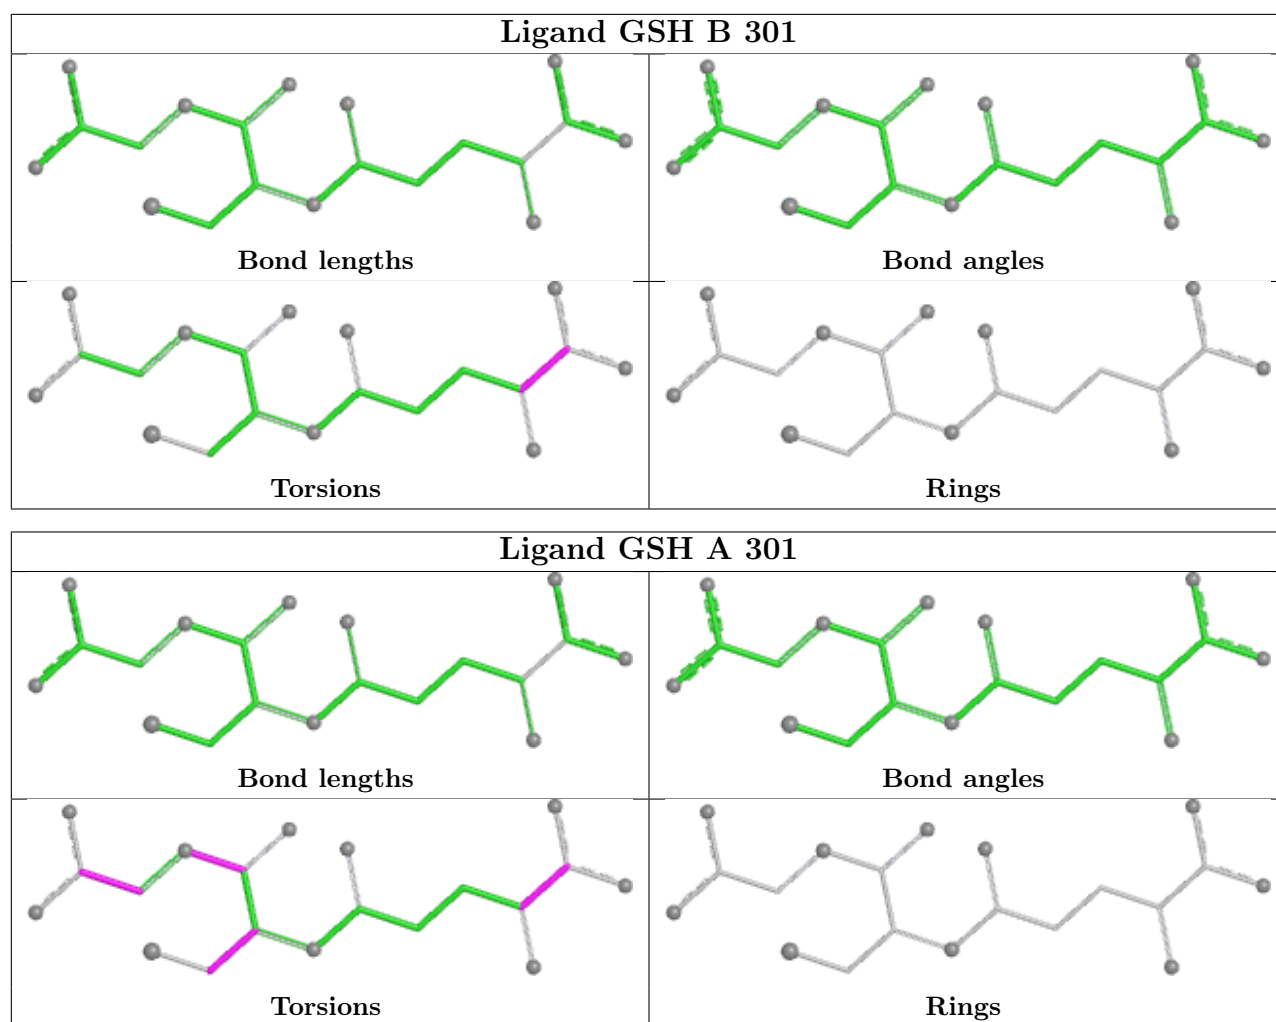 Ligand GSH B 301
Bond lengths
Bond angles
Torsions
Rings
Ligand GSH A 301
Bond lengths
Bond angles
Torsions
Rings